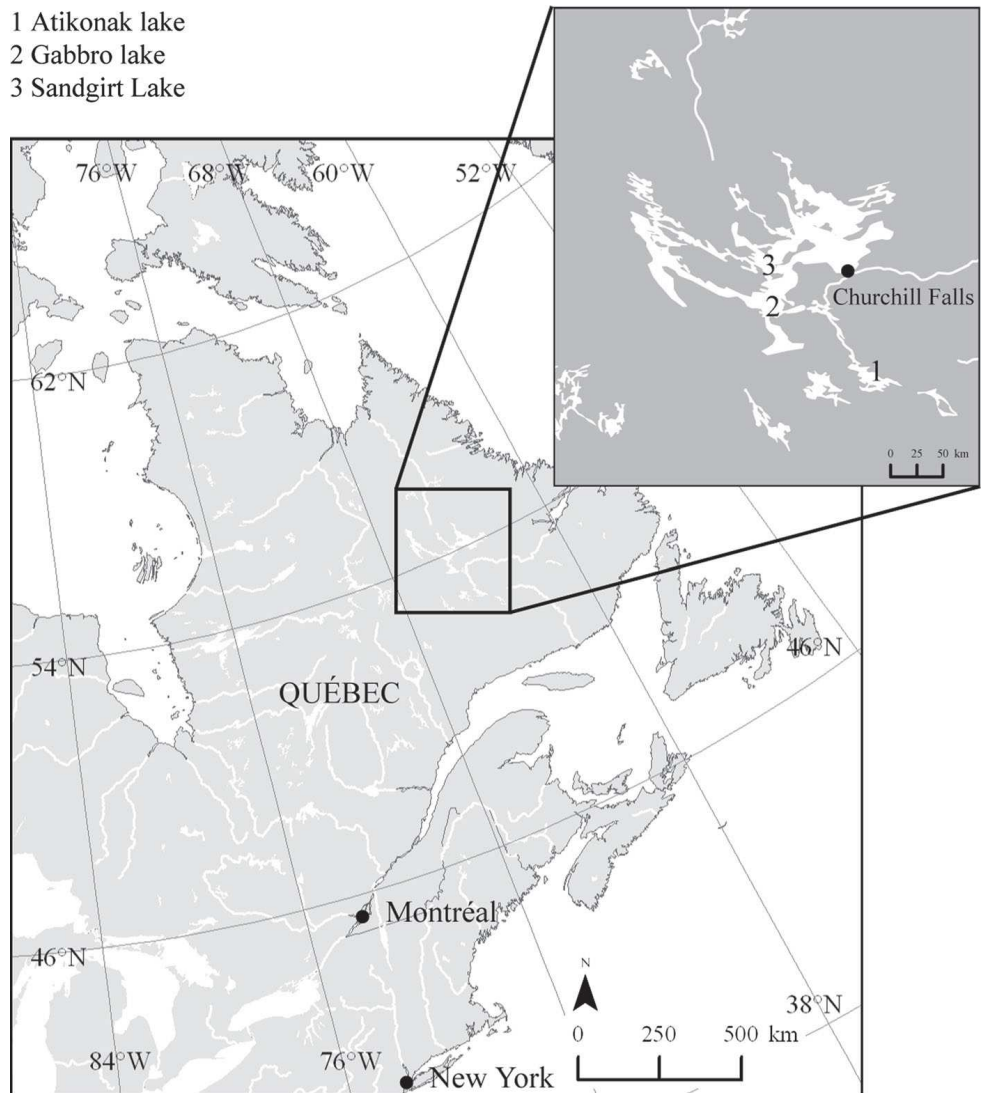 1 Atikonak lake
2 Gabbro lake
3 Sandgirt Lake
3
Churchill Falls
2
1
0 25 50 km
76°W 68°W 60°W 52°W
62°N
54°N
46°N
QUÉBEC
Montréal
46°N
N
38°N
0 250 500 km
84°W 76°W
New York